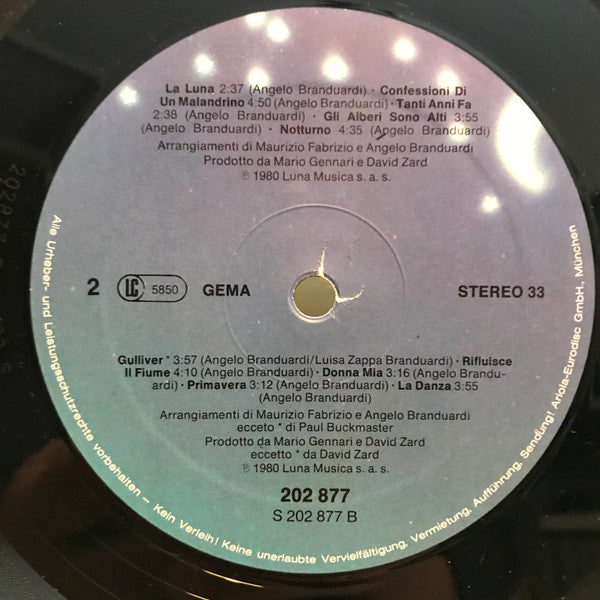 La Luna 2:37 (Angelo Branduardi) · Confessioni Di
Un Malandrino 4.50 (Angelo Branduardi) · Tanti Anni Fa
2:38 (Angelo Branduardi) · Gli Alberi Sono Alti 3:55
(Angelo Branduardi) · Notturno 4:35 (Angelo Branduardi)
Arrangiamenti di Maurizio Fabrizio e Angelo Branduardi
Prodotto da Mario Gennari e David Zard
℗ 1980 Luna Musica s. a. s.
2 LC 5850 GEMA STEREO 33
Gulliver * 3:57 (Angelo Branduardi/Luisa Zappa Branduardi) · Rifluisce
Il Fiume 4:10 (Angelo Branduardi) · Donna Mia 3:16 (Angelo Brandu-
ardi) · Primavera 3:12 (Angelo Branduardi) · La Danza 3:55
(Angelo Branduardi)
Arrangiamenti di Maurizio Fabrizio e Angelo Branduardi
ecceto * di Paul Buckmaster
Prodotto da Mario Gennari e David Zard
eccetto * da David Zard
℗ 1980 Luna Musica s. a. s.
202 877
S 202 877 B
Alle Urheber- und Leistungsschutzrechte vorbehalten – Kein Verleih! Keine unerlaubte Vervielfältigung, Vermietung, Aufführung, Sendung! Ariola-Eurodisc GmbH., München